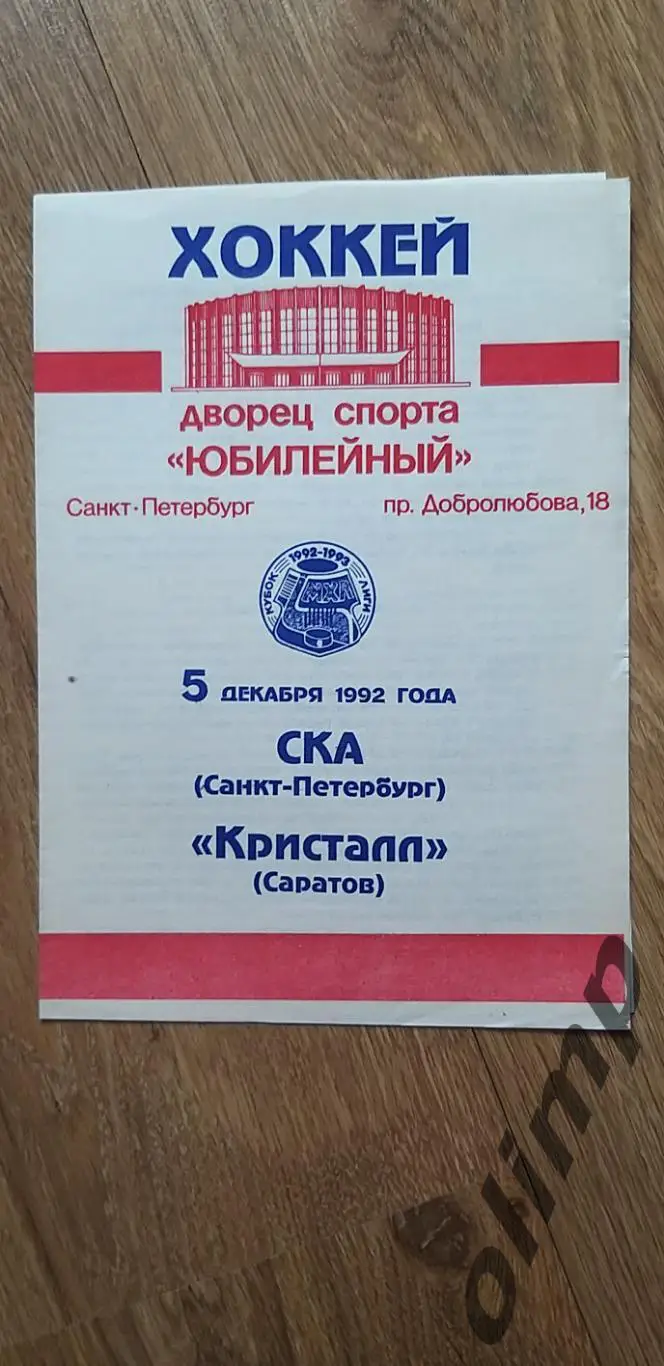 ХОККЕЙ
ДВОРЕЦ СПОРТА
«ЮБИЛЕЙНЫЙ»
Санкт-Петербург пр. Добролюбова, 18
КУБОК 1992-1993 ЛИГИ
МХЛ
5 ДЕКАБРЯ 1992 ГОДА
СКА
(Санкт-Петербург)
«Кристалл»
(Саратов)
olimp